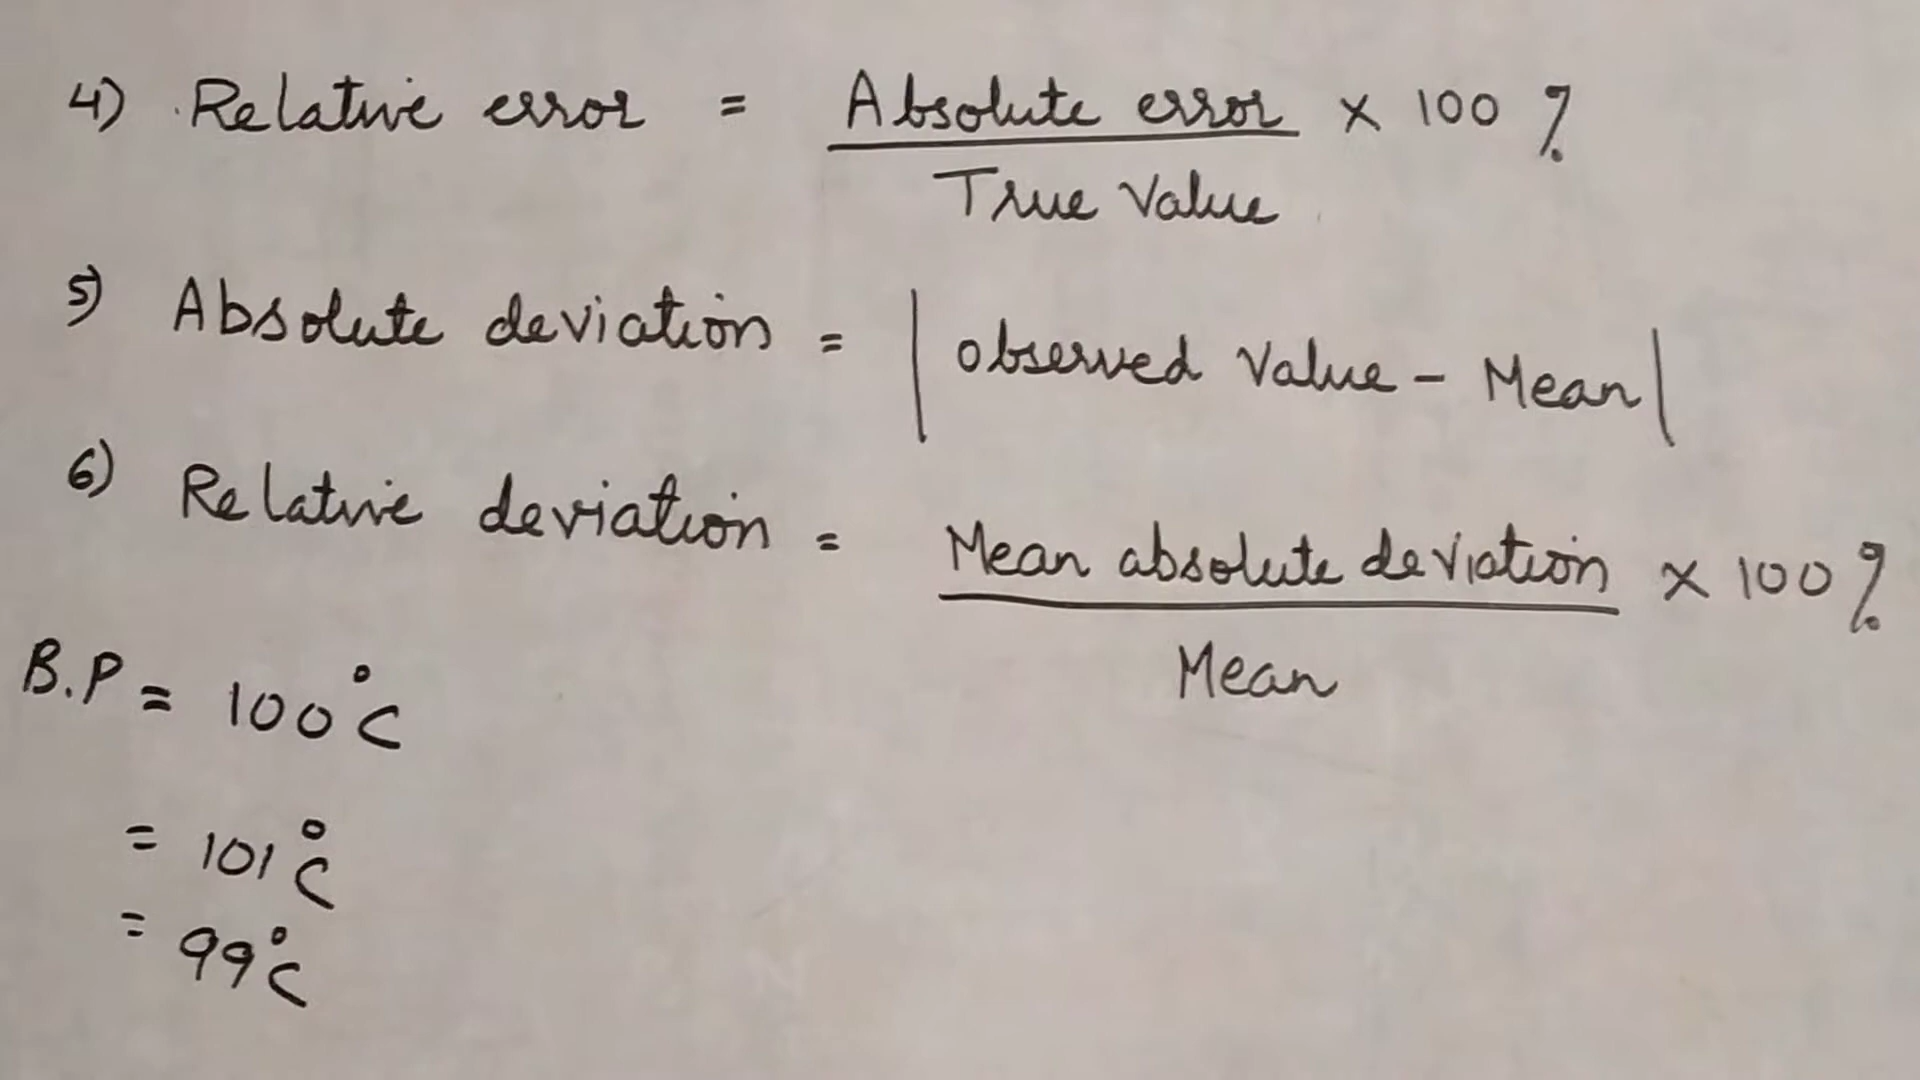 4) Relative error = Absolute error × 100 %
True Value
5) Absolute deviation = | observed Value - Mean |
6) Relative deviation = Mean absolute deviation × 100 %
Mean
B.P = 100°C
= 101°C
= 99°C